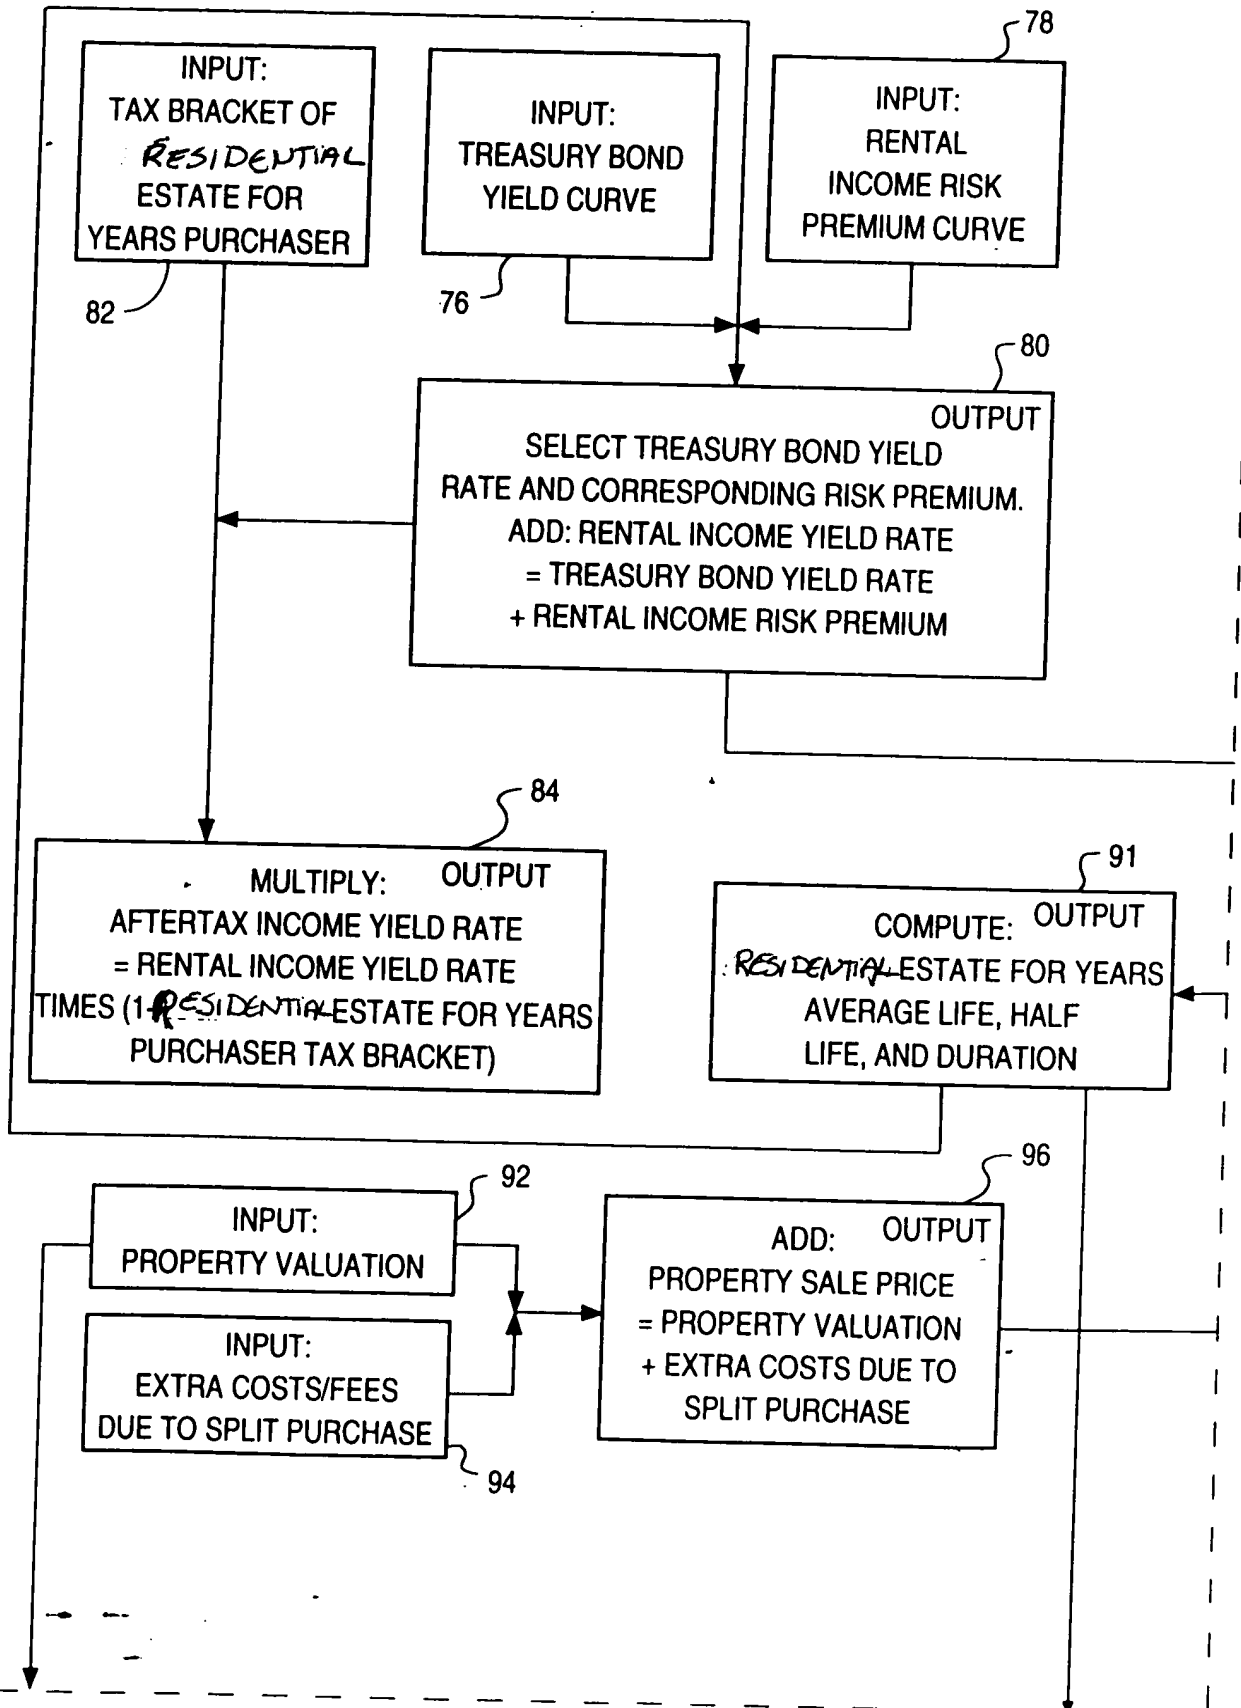 78
INPUT:
TAX BRACKET OF
RESIDENTIAL
ESTATE FOR
YEARS PURCHASER
82
INPUT:
TREASURY BOND
YIELD CURVE
76
INPUT:
RENTAL
INCOME RISK
PREMIUM CURVE
80
OUTPUT
SELECT TREASURY BOND YIELD
RATE AND CORRESPONDING RISK PREMIUM.
ADD: RENTAL INCOME YIELD RATE
= TREASURY BOND YIELD RATE
+ RENTAL INCOME RISK PREMIUM
84
MULTIPLY: OUTPUT
AFTERTAX INCOME YIELD RATE
= RENTAL INCOME YIELD RATE
TIMES (1-RESIDENTIAL ESTATE FOR YEARS
PURCHASER TAX BRACKET)
91
COMPUTE: OUTPUT
RESIDENTIAL ESTATE FOR YEARS
AVERAGE LIFE, HALF
LIFE, AND DURATION
92
INPUT:
PROPERTY VALUATION
INPUT:
EXTRA COSTS/FEES
DUE TO SPLIT PURCHASE
94
96
ADD: OUTPUT
PROPERTY SALE PRICE
= PROPERTY VALUATION
+ EXTRA COSTS DUE TO
SPLIT PURCHASE